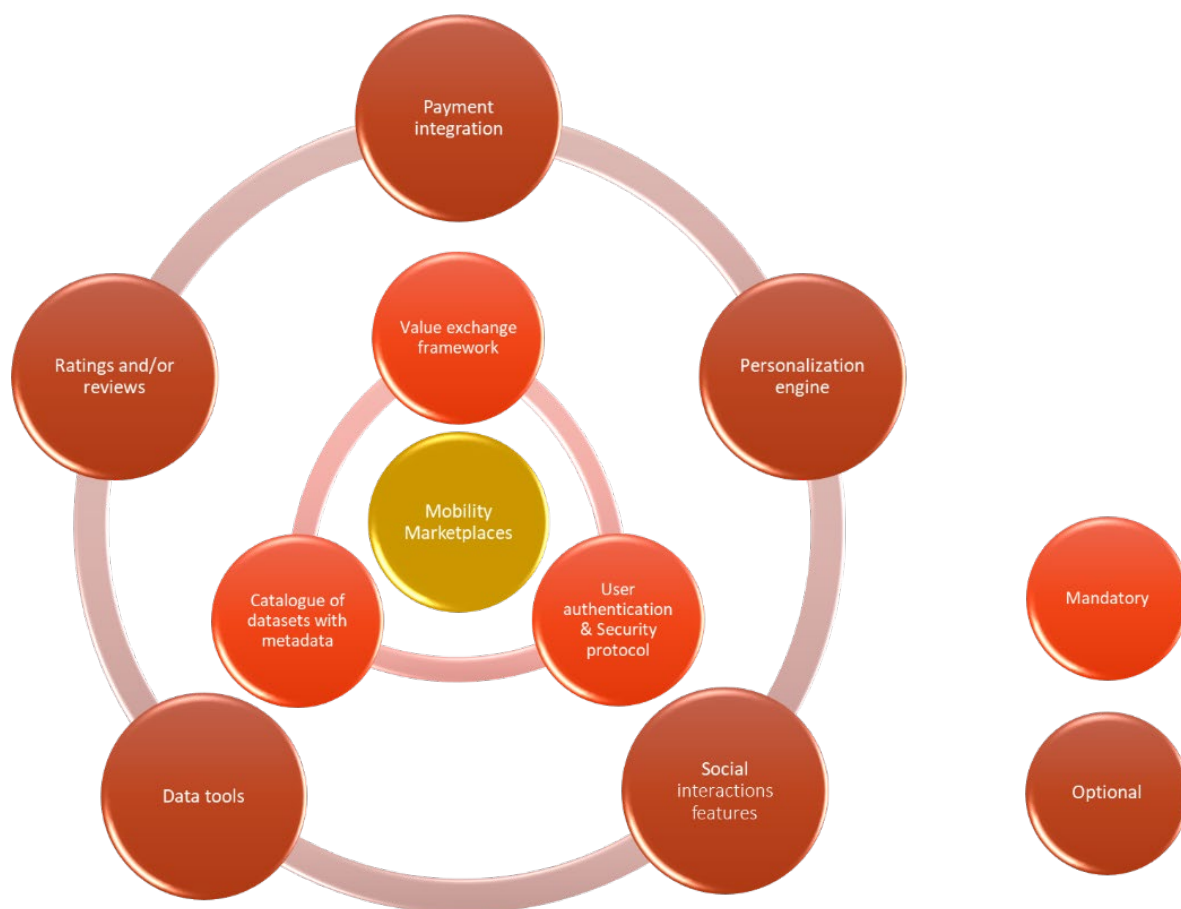 Payment
integration
Value exchange
framework
Ratings and/or
reviews
Personalization
engine
Mobility
Marketplaces
Catalogue of
datasets with
metadata
User
authentication
& Security
protocol
Mandatory
Data tools
Social
interactions
features
Optional